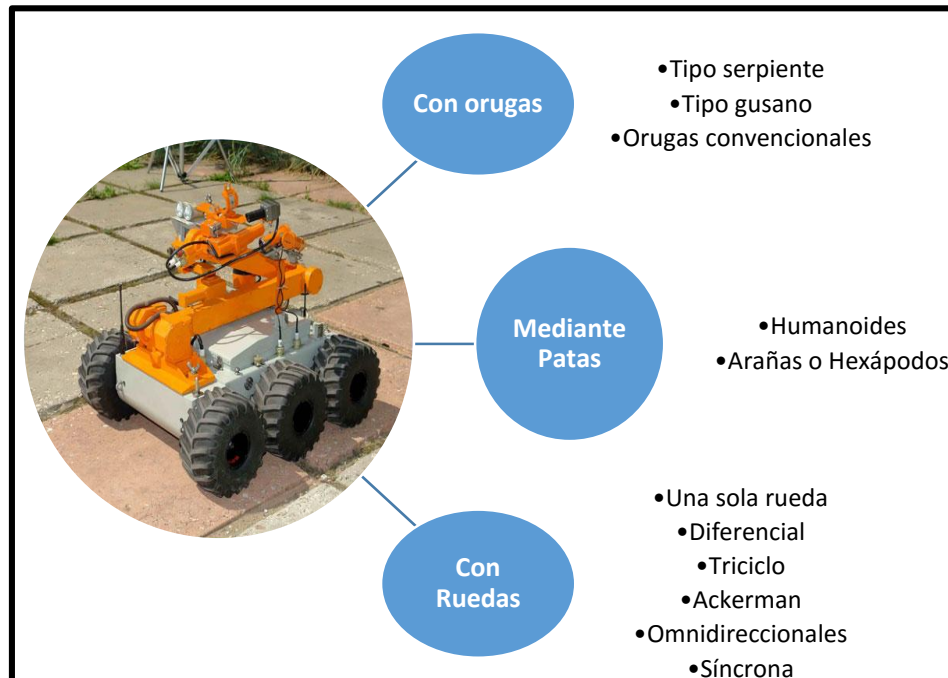 Con orugas
•Tipo serpiente
•Tipo gusano
•Orugas convencionales
Mediante
Patas
•Humanoides
•Arañas o Hexápodos
Con
Ruedas
•Una sola rueda
•Diferencial
•Triciclo
•Ackerman
•Omnidireccionales
•Síncrona